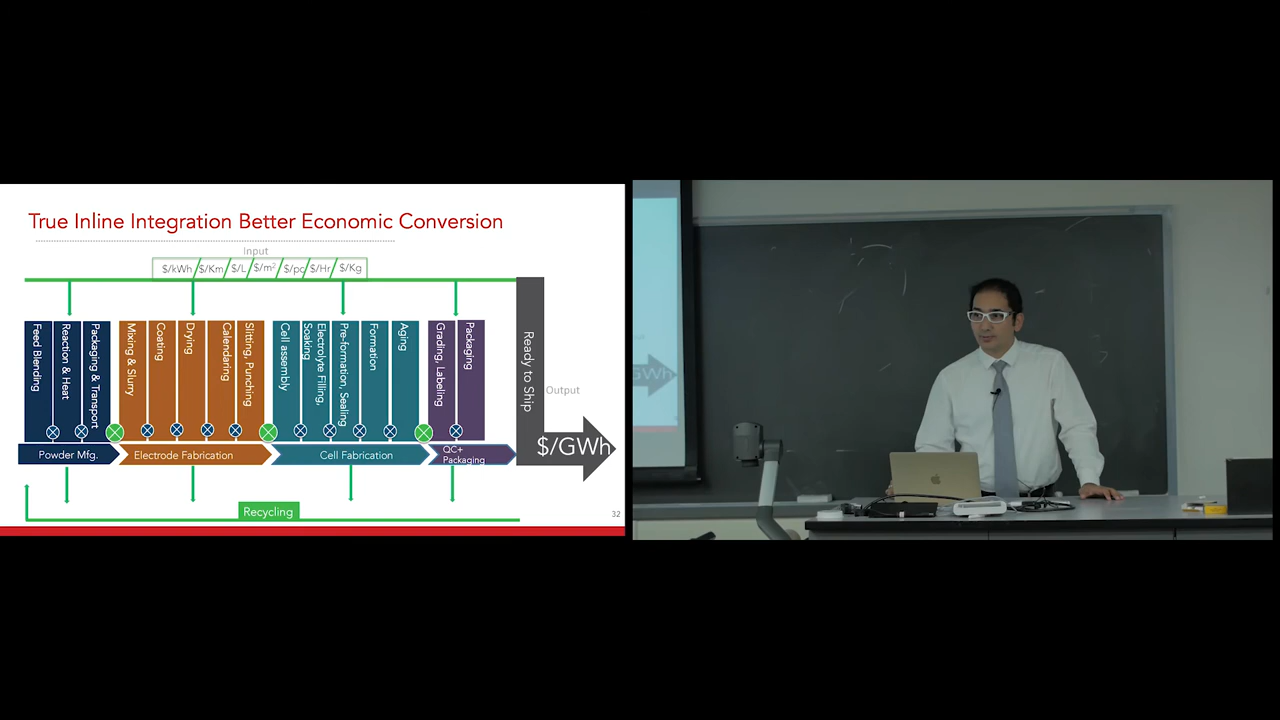 True Inline Integration Better Economic Conversion
Input
$/kWh
$/Km
$/L
$/m²
$/pc
$/Hr
$/Kg
Feed Blending
Reaction & Heat
Packaging & Transport
Mixing & Slurry
Coating
Drying
Calendaring
Slitting, Punching
Cell assembly
Electrolyte Filling,
Soaking
Pre-formation, Sealing
Formation
Aging
Grading, Labeling
Packaging
Ready to Ship
Output
$/GWh
Powder Mfg.
Electrode Fabrication
Cell Fabrication
QC+
Packaging
Recycling
32
GWh